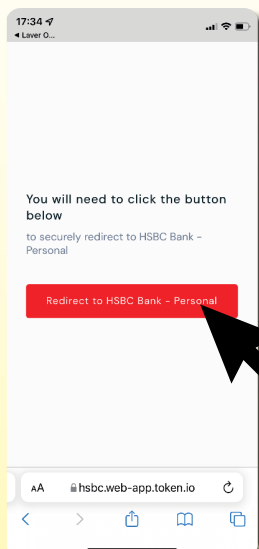 17:34
◀ Laver O...
You will need to click the button
below
to securely redirect to HSBC Bank –
Personal
Redirect to HSBC Bank – Personal
AA hsbc.web-app.token.io